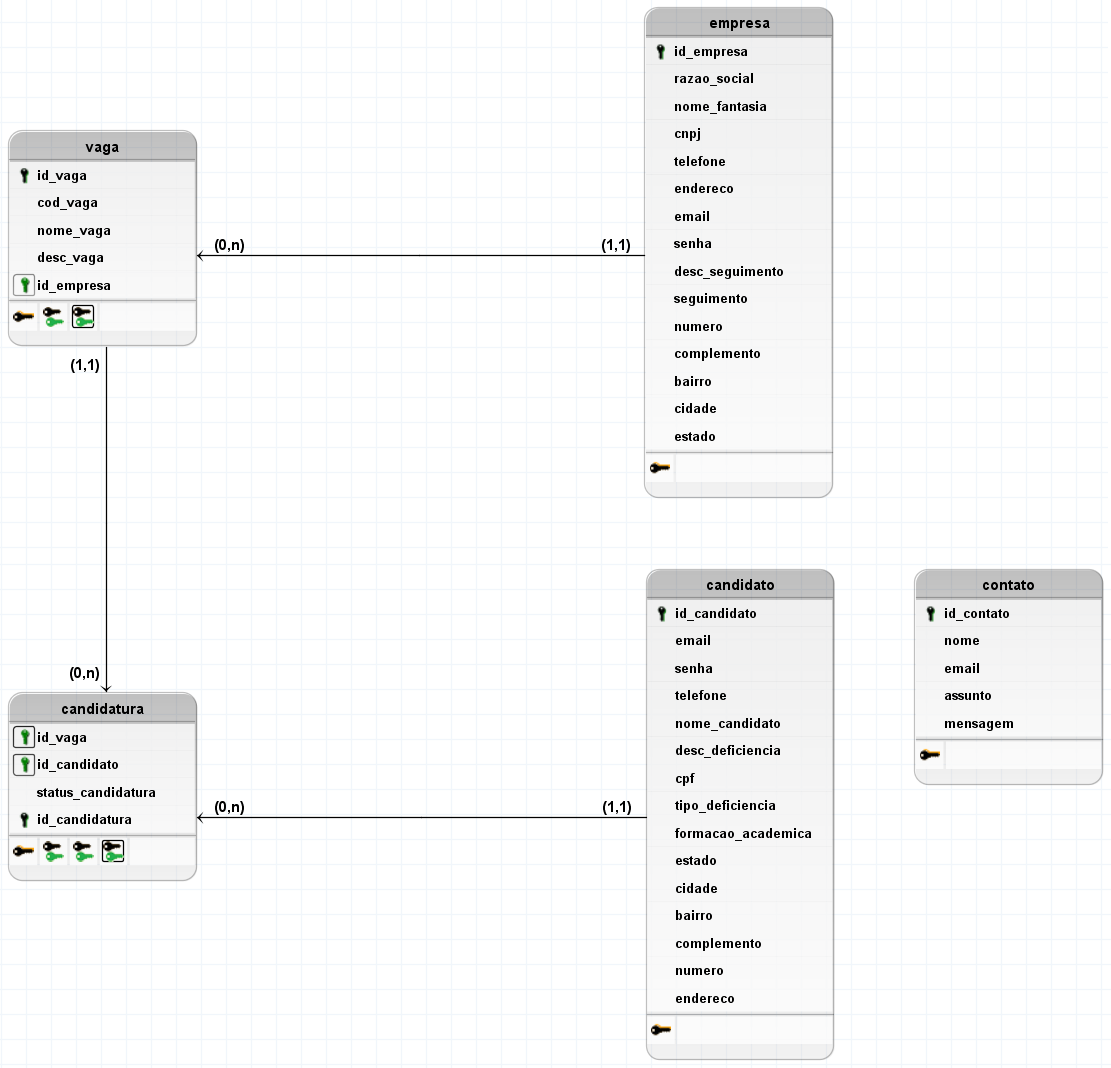 empresa
id_empresa
razao_social
nome_fantasia
cnpj
telefone
endereco
email
senha
desc_seguimento
seguimento
numero
complemento
bairro
cidade
estado
vaga
id_vaga
cod_vaga
nome_vaga
desc_vaga
id_empresa
(0,n)
(1,1)
(1,1)
(0,n)
candidatura
id_vaga
id_candidato
status_candidatura
id_candidatura
(0,n)
(1,1)
candidato
id_candidato
email
senha
telefone
nome_candidato
desc_deficiencia
cpf
tipo_deficiencia
formacao_academica
estado
cidade
bairro
complemento
numero
endereco
contato
id_contato
nome
email
assunto
mensagem